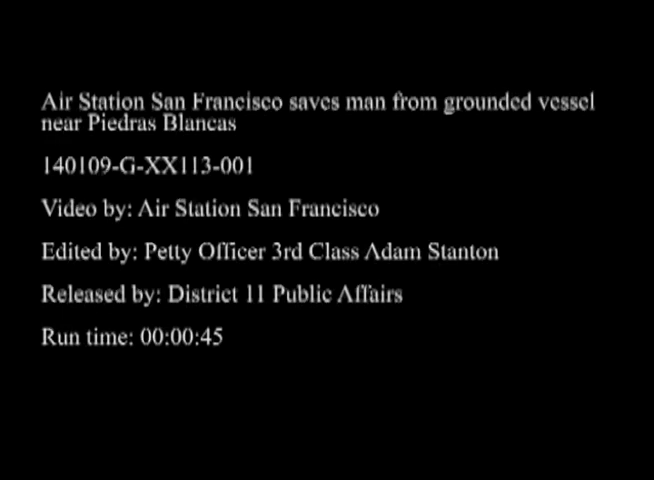 Air Station San Francisco saves man from grounded vessel
near Piedras Blancas
140109-G-XX113-001
Video by: Air Station San Francisco
Edited by: Petty Officer 3rd Class Adam Stanton
Released by: District 11 Public Affairs
Run time: 00:00:45